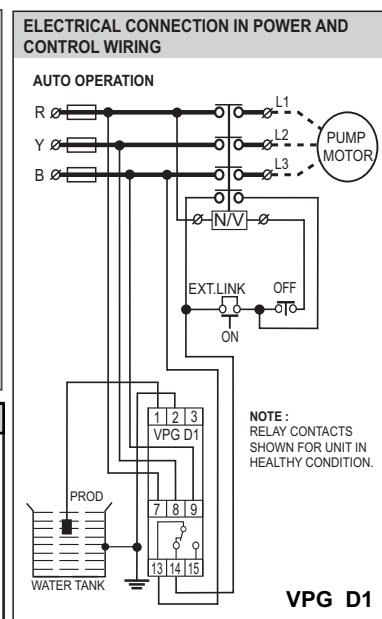 ELECTRICAL CONNECTION IN POWER AND
CONTROL WIRING
AUTO OPERATION
R
Y
B
L1
L2
L3
PUMP
MOTOR
N/V
EXT.LINK
OFF
ON
1 2 3
VPG D1
NOTE :
RELAY CONTACTS
SHOWN FOR UNIT IN
HEALTHY CONDITION.
7 8 9
PROD
13 14 15
WATER TANK
VPG D1